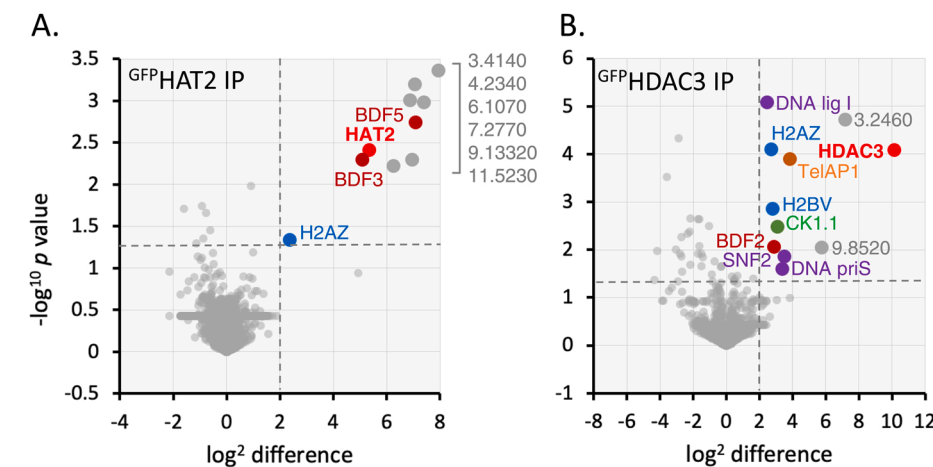 A.
GFPHAT2 IP
3.5
3
2.5
2
1.5
1
0.5
0
-0.5
-4 -2 0 2 4 6 8
-log10 p value
log2 difference
BDF5
HAT2
BDF3
H2AZ
3.4140
4.2340
6.1070
7.2770
9.13320
11.5230
B.
GFPHDAC3 IP
6
5
4
3
2
1
0
-1
-8 -6 -4 -2 0 2 4 6 8 10 12
log2 difference
DNA lig I
3.2460
H2AZ
HDAC3
TelAP1
H2BV
CK1.1
BDF2
9.8520
SNF2
DNA priS